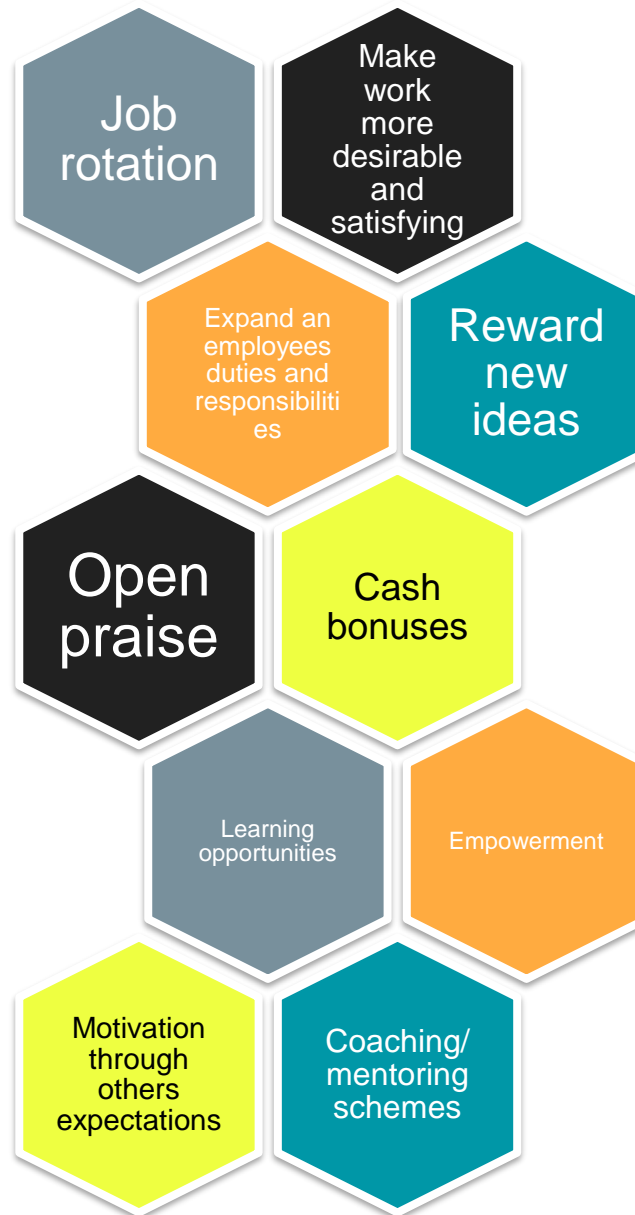 Job
rotation
Make
work
more
desirable
and
satisfying
Expand an
employees
duties and
responsibiliti
es
Reward
new
ideas
Open
praise
Cash
bonuses
Learning
opportunities
Empowerment
Motivation
through
others
expectations
Coaching/
mentoring
schemes